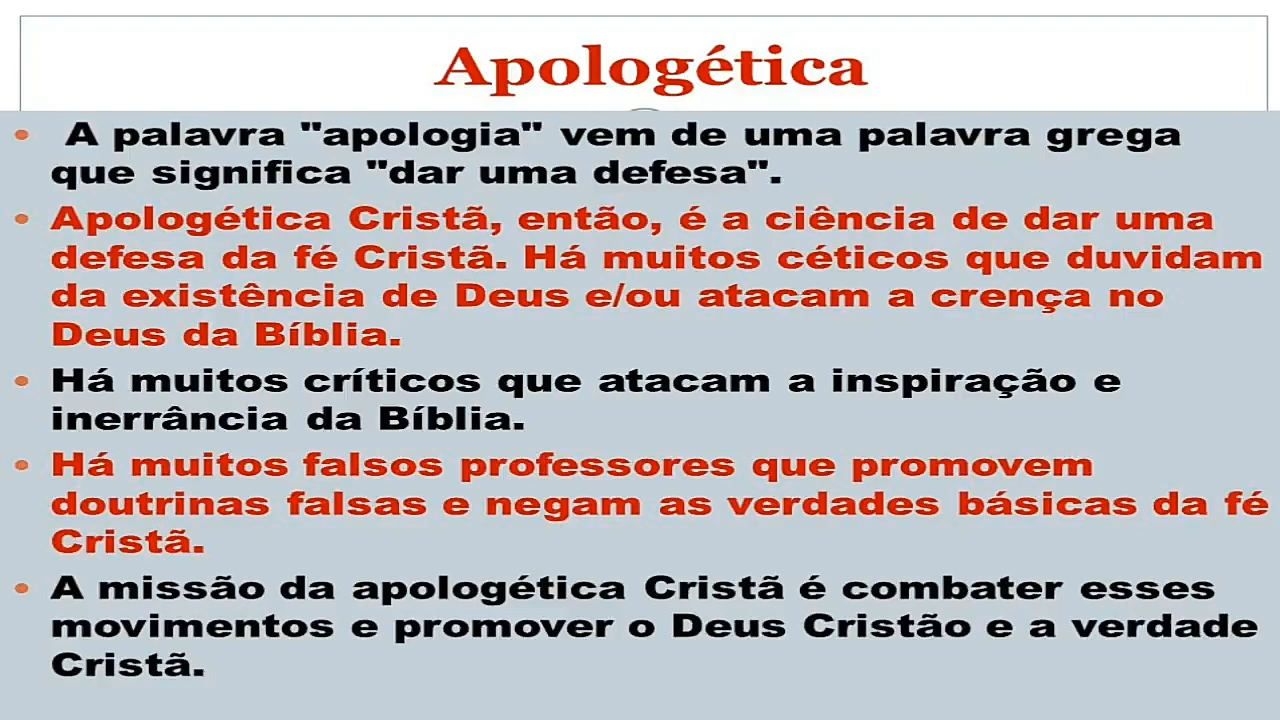 Apologética
• A palavra "apologia" vem de uma palavra grega
que significa "dar uma defesa".
• Apologética Cristã, então, é a ciência de dar uma
defesa da fé Cristã. Há muitos céticos que duvidam
da existência de Deus e/ou atacam a crença no
Deus da Bíblia.
• Há muitos críticos que atacam a inspiração e
inerrância da Bíblia.
• Há muitos falsos professores que promovem
doutrinas falsas e negam as verdades básicas da fé
Cristã.
• A missão da apologética Cristã é combater esses
movimentos e promover o Deus Cristão e a verdade
Cristã.